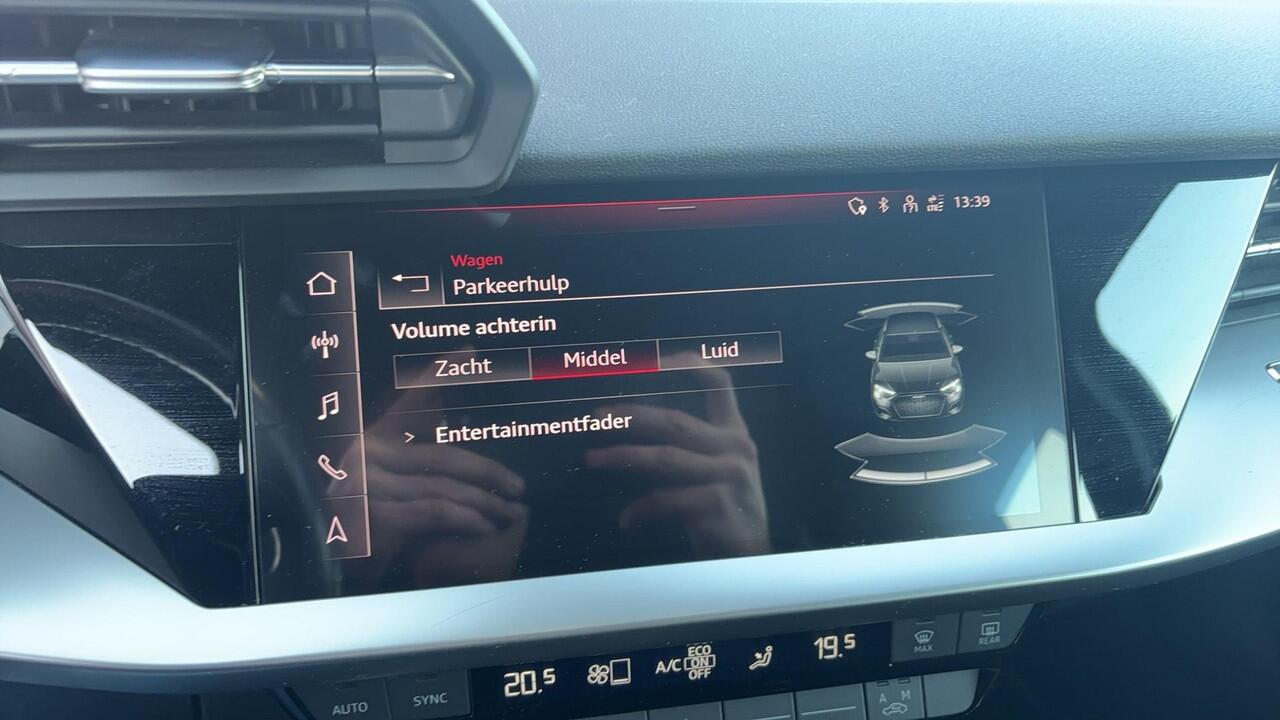 LTE 13:39
Wagen
Parkeerhulp
Volume achterin
Zacht Middel Luid
> Entertainmentfader
20.5 A/C ECO ON OFF 19.5
MAX REAR
AUTO SYNC A M